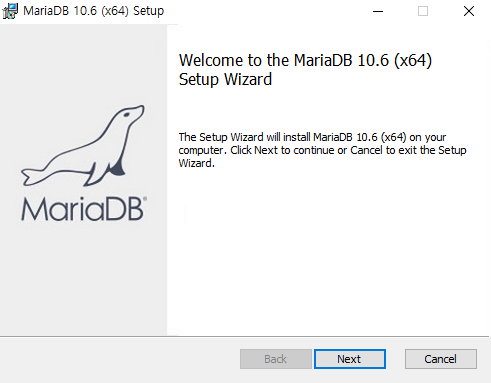 MariaDB 10.6 (x64) Setup
Welcome to the MariaDB 10.6 (x64)
Setup Wizard
The Setup Wizard will install MariaDB 10.6 (x64) on your
computer. Click Next to continue or Cancel to exit the Setup
Wizard.
MariaDB®
Back
Next
Cancel